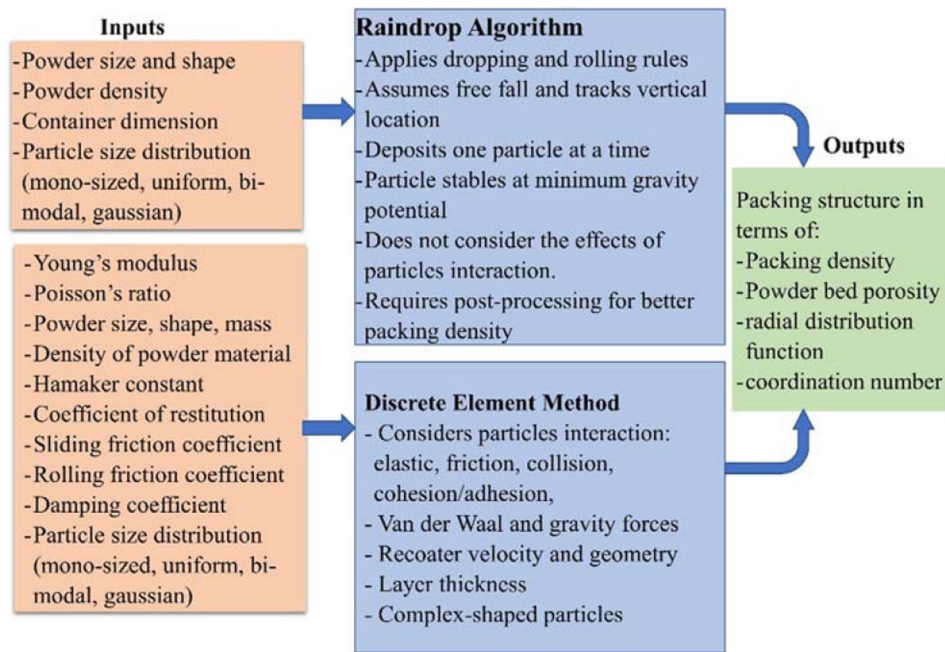 Inputs
-Powder size and shape
-Powder density
-Container dimension
-Particle size distribution
(mono-sized, uniform, bi-
modal, gaussian)
-Young’s modulus
-Poisson’s ratio
-Powder size, shape, mass
-Density of powder material
-Hamaker constant
-Coefficient of restitution
-Sliding friction coefficient
-Rolling friction coefficient
-Damping coefficient
-Particle size distribution
(mono-sized, uniform, bi-
modal, gaussian)
Raindrop Algorithm
-Applies dropping and rolling rules
-Assumes free fall and tracks vertical
location
-Deposits one particle at a time
-Particle stables at minimum gravity
potential
-Does not consider the effects of
particles interaction.
-Requires post-processing for better
packing density
Discrete Element Method
- Considers particles interaction:
elastic, friction, collision,
cohesion/adhesion,
- Van der Waal and gravity forces
- Recoater velocity and geometry
- Layer thickness
- Complex-shaped particles
Outputs
Packing structure in
terms of:
-Packing density
-Powder bed porosity
-radial distribution
function
-coordination number